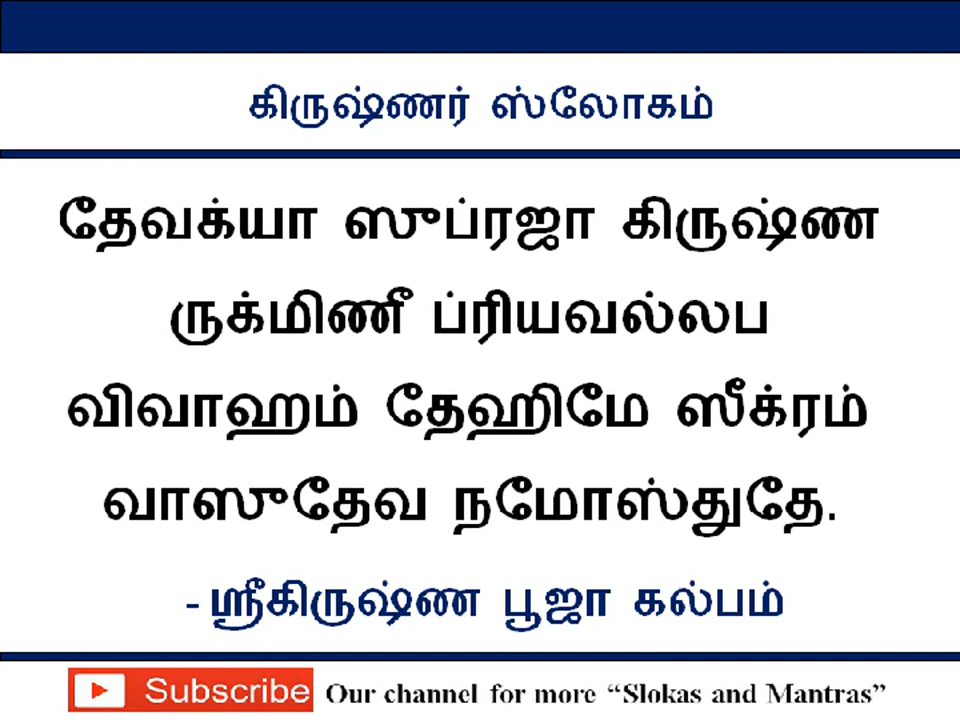 கிருஷ்ணர் ஸ்லோகம்
தேவக்யா ஸுப்ரஜா கிருஷ்ண
ருக்மிணீ ப்ரியவல்லப
விவாஹம் தேஹிமே ஸீக்ரம்
வாஸுதேவ நமோஸ்துதே.
- ஸ்ரீகிருஷ்ண பூஜா கல்பம்
Subscribe Our channel for more “Slokas and Mantras”